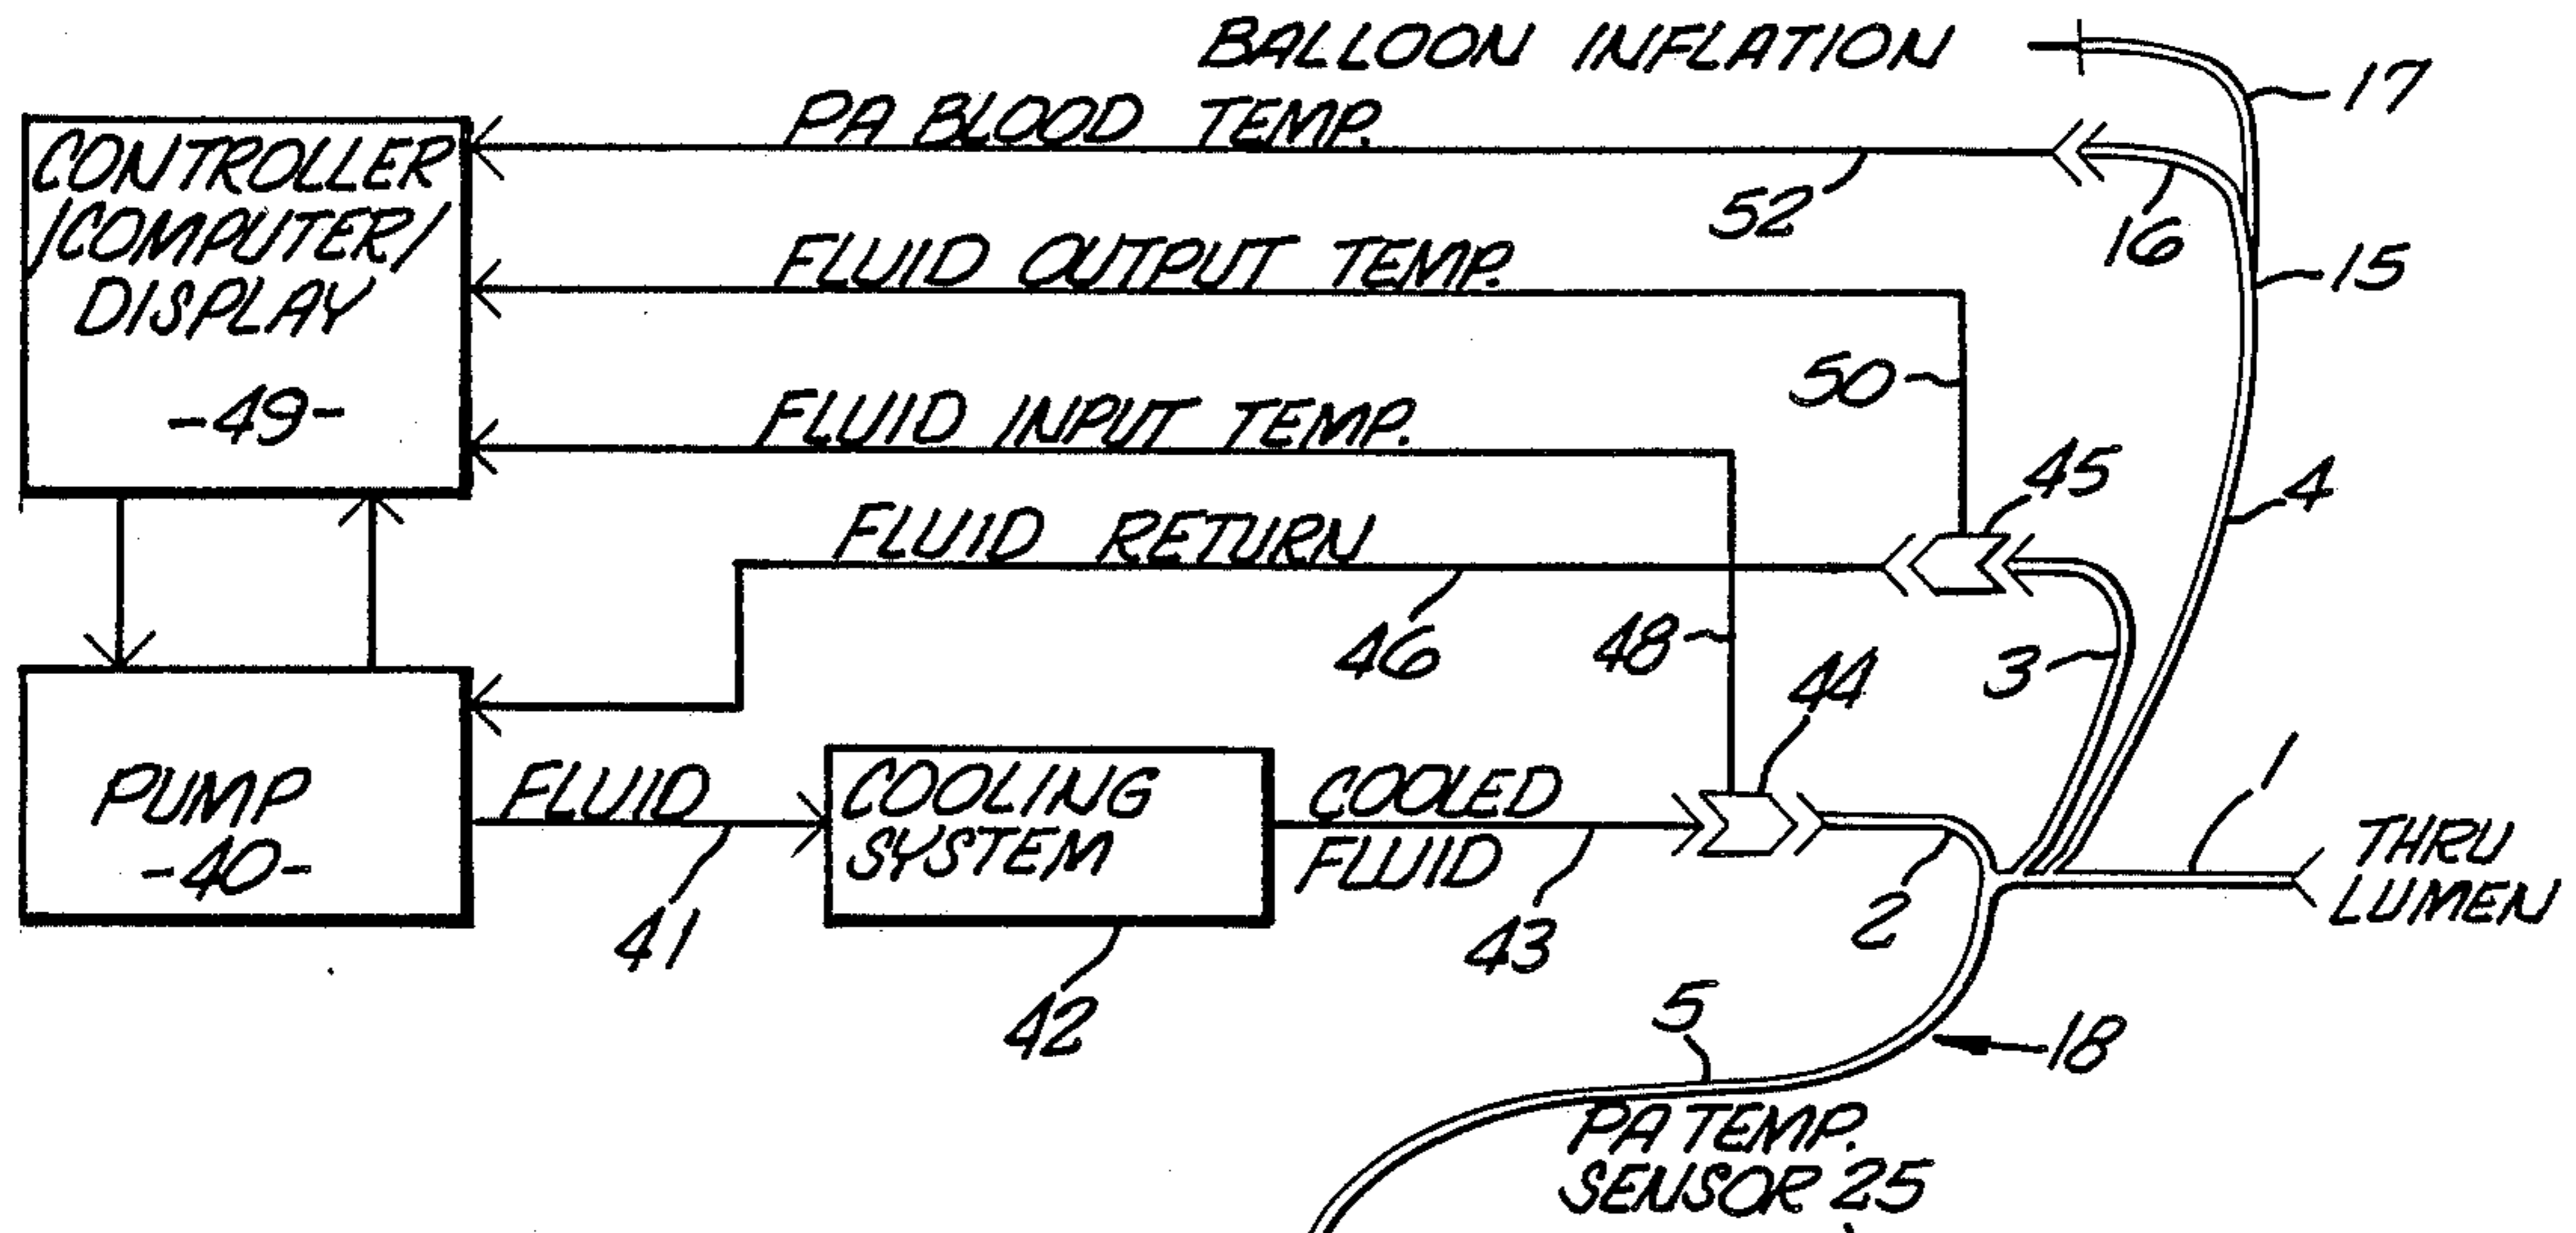 BALLOON INFLATION
17
PA BLOOD TEMP.
CONTROLLER
/COMPUTER/
DISPLAY
-49-
52
16
15
FLUID OUTPUT TEMP.
50
FLUID INPUT TEMP.
45
4
FLUID RETURN
46
48
3
44
1
PUMP
-40-
FLUID
41
COOLING
SYSTEM
42
COOLED
FLUID
43
2
THRU
LUMEN
5
18
PA TEMP.
SENSOR 25